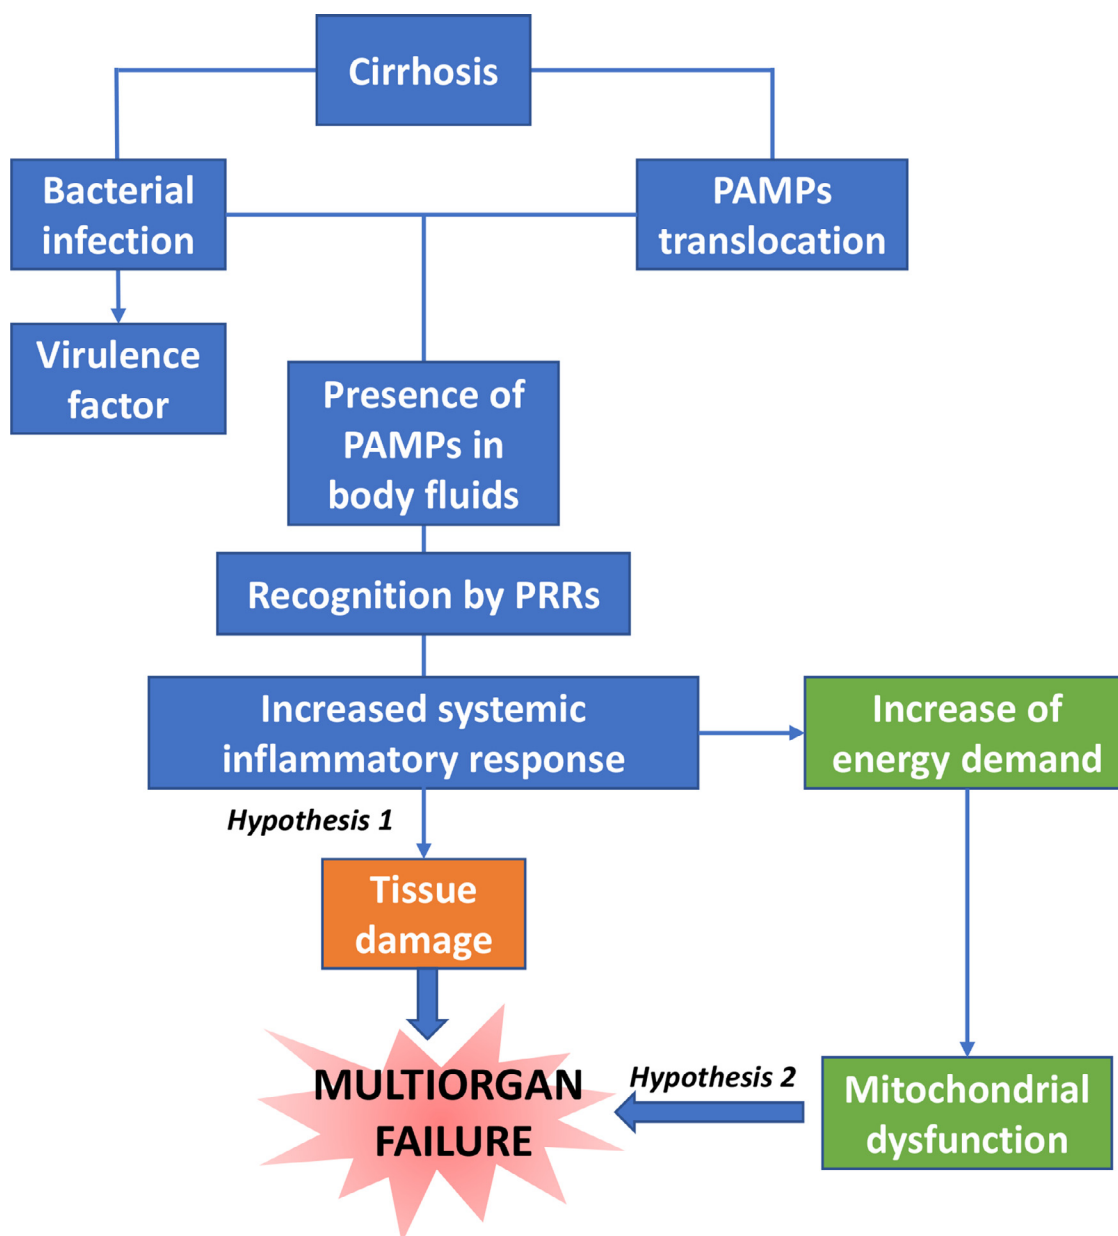 Cirrhosis
Bacterial
infection
PAMPs
translocation
Virulence
factor
Presence of
PAMPs in
body fluids
Recognition by PRRs
Increased systemic
inflammatory response
Increase of
energy demand
Hypothesis 1
Tissue
damage
MULTIORGAN
FAILURE
Hypothesis 2
Mitochondrial
dysfunction